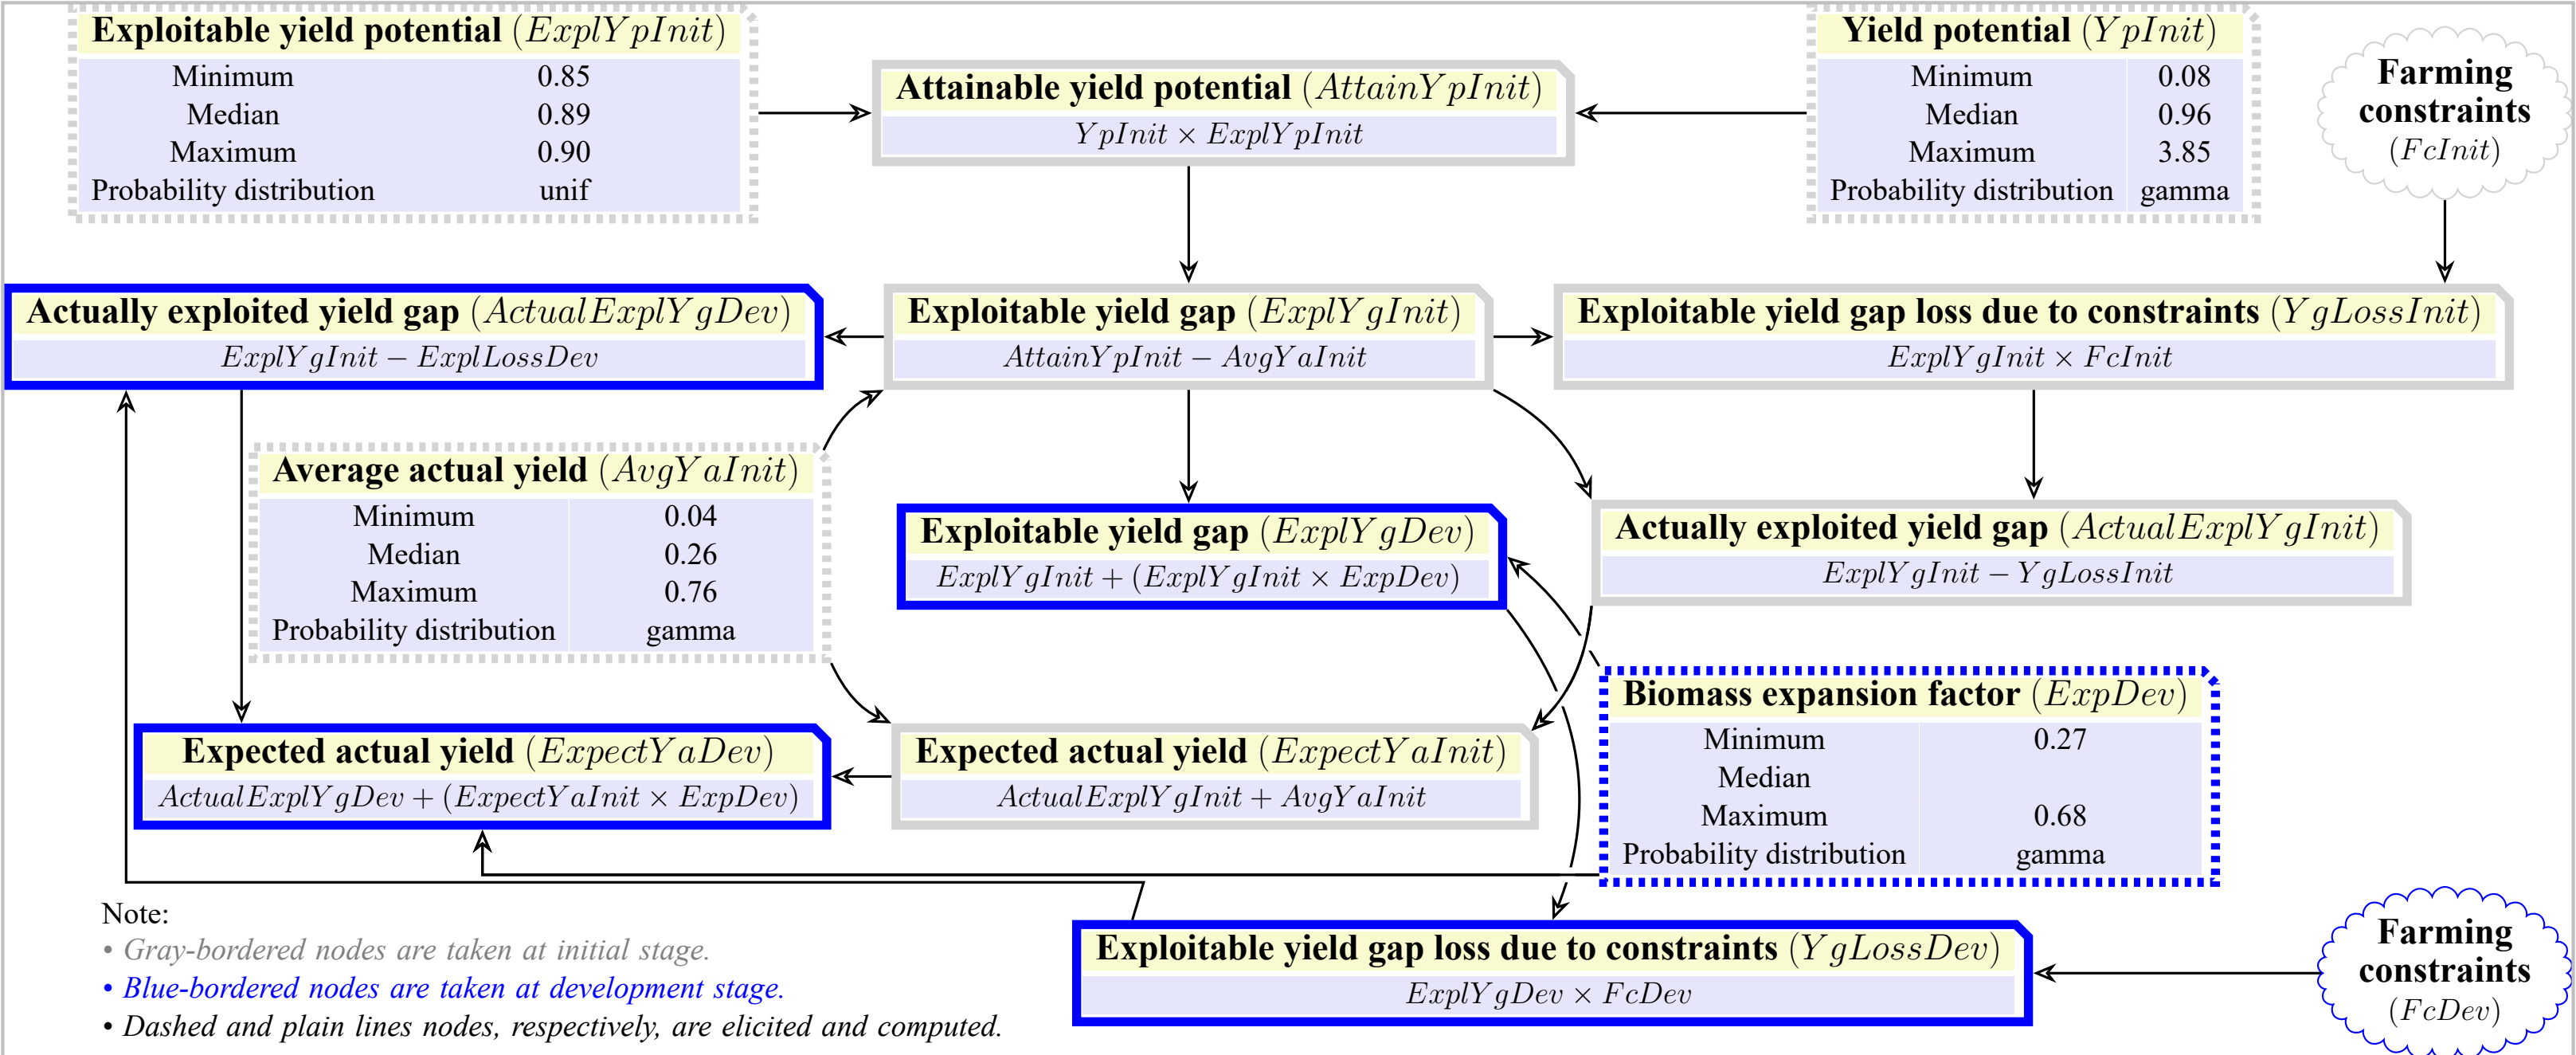 Exploitable yield potential (ExplYpInit)
Minimum 0.85
Median 0.89
Maximum 0.90
Probability distribution unif
Attainable yield potential (AttainYpInit)
YpInit × ExplYpInit
Yield potential (YpInit)
Minimum 0.08
Median 0.96
Maximum 3.85
Probability distribution gamma
Farming
constraints
(FcInit)
Actually exploited yield gap (ActualExplYgDev)
ExplYgInit − ExplLossDev
Exploitable yield gap (ExplYgInit)
AttainYpInit − AvgYaInit
Exploitable yield gap loss due to constraints (YgLossInit)
ExplYgInit × FcInit
Average actual yield (AvgYaInit)
Minimum 0.04
Median 0.26
Maximum 0.76
Probability distribution gamma
Exploitable yield gap (ExplYgDev)
ExplYgInit + (ExplYgInit × ExpDev)
Actually exploited yield gap (ActualExplYgInit)
ExplYgInit − YgLossInit
Expected actual yield (ExpectYaDev)
ActualExplYgDev + (ExpectYaInit × ExpDev)
Expected actual yield (ExpectYaInit)
ActualExplYgInit + AvgYaInit
Biomass expansion factor (ExpDev)
Minimum 0.27
Median
Maximum 0.68
Probability distribution gamma
Note:
• Gray-bordered nodes are taken at initial stage.
• Blue-bordered nodes are taken at development stage.
• Dashed and plain lines nodes, respectively, are elicited and computed.
Exploitable yield gap loss due to constraints (YgLossDev)
ExplYgDev × FcDev
Farming
constraints
(FcDev)